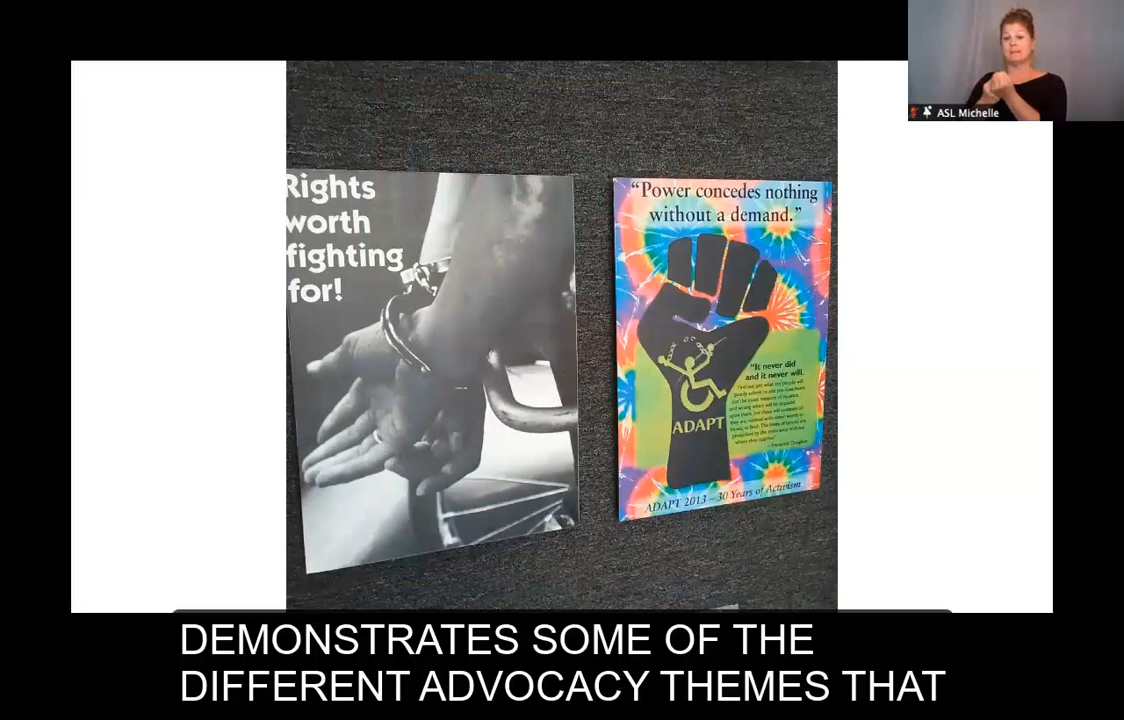 ASL Michelle
Rights
worth
fighting
for!
"Power concedes nothing
without a demand."
"It never did
and it never will.
ADAPT
ADAPT 2013 – 30 Years of Activism
DEMONSTRATES SOME OF THE
DIFFERENT ADVOCACY THEMES THAT